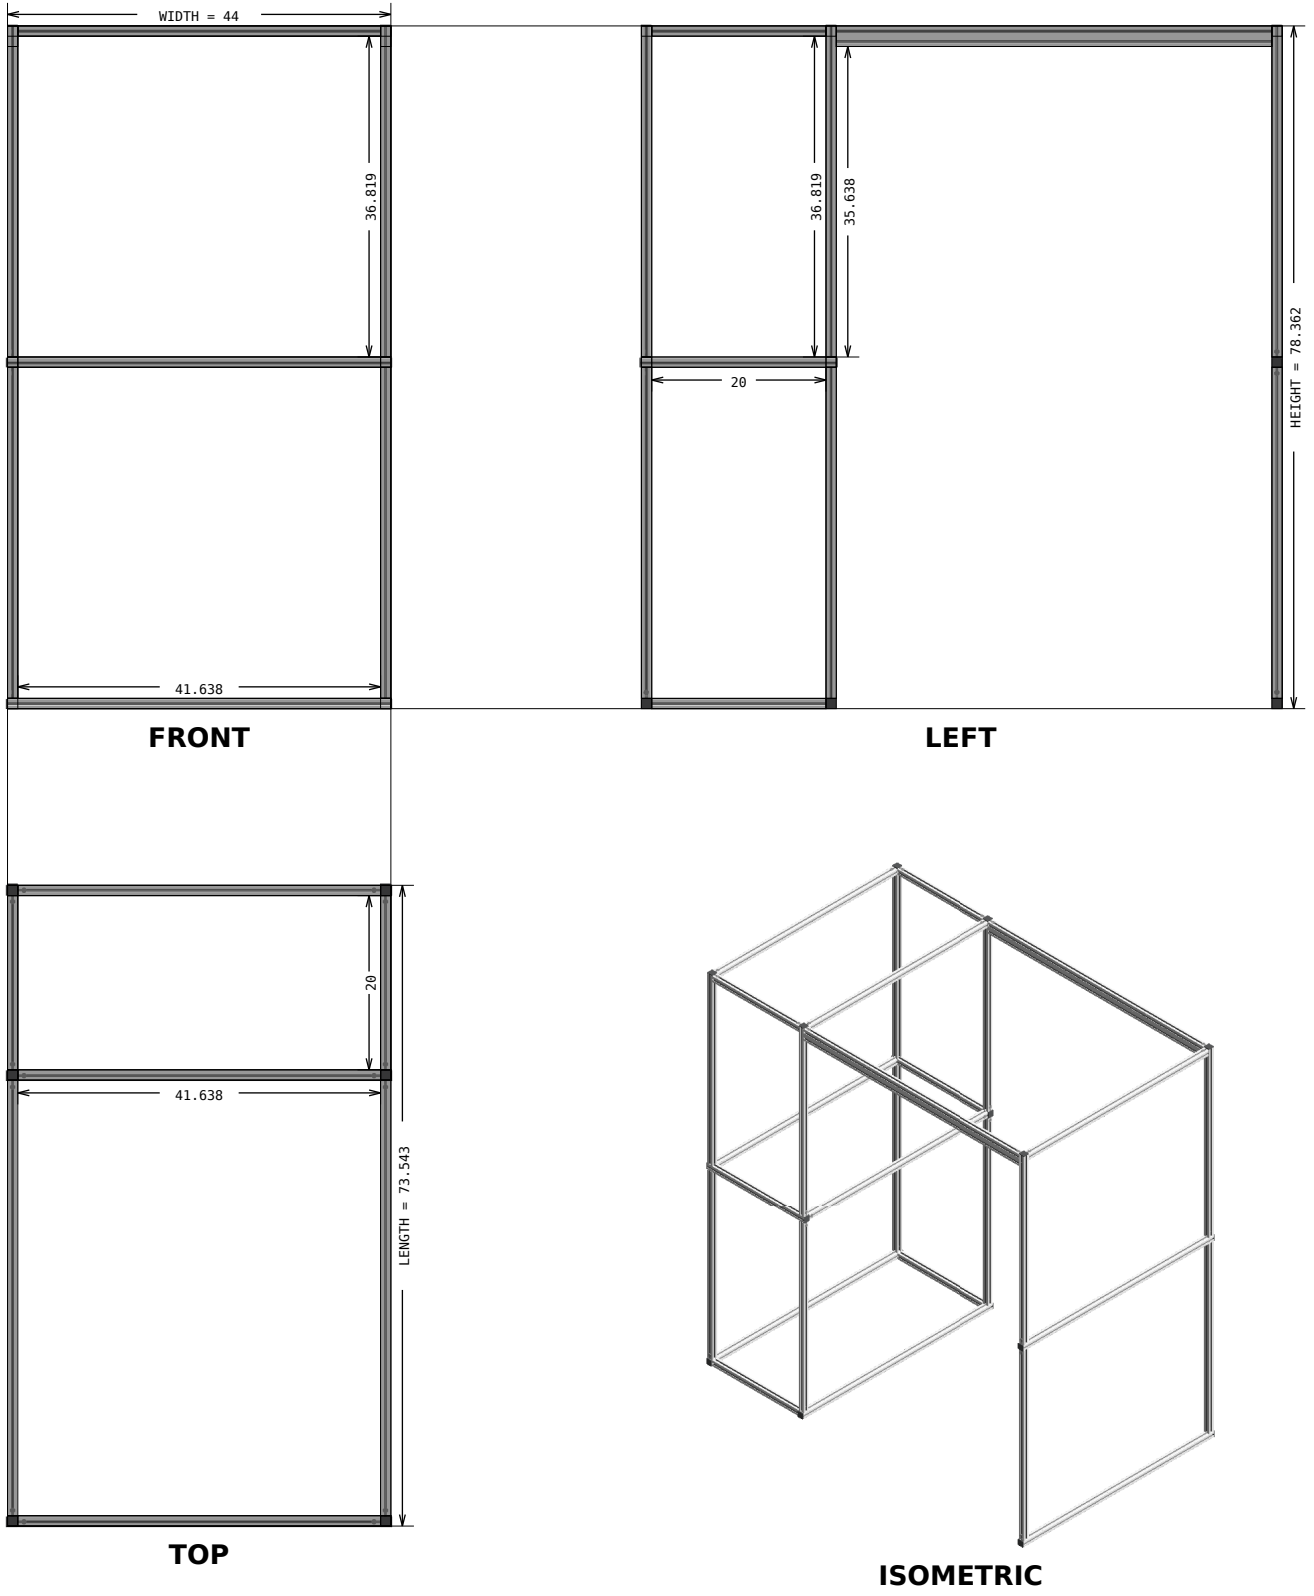 WIDTH = 44
36.819
41.638
FRONT
36.819
35.638
20
HEIGHT = 78.362
LEFT
20
41.638
LENGTH = 73.543
TOP
ISOMETRIC